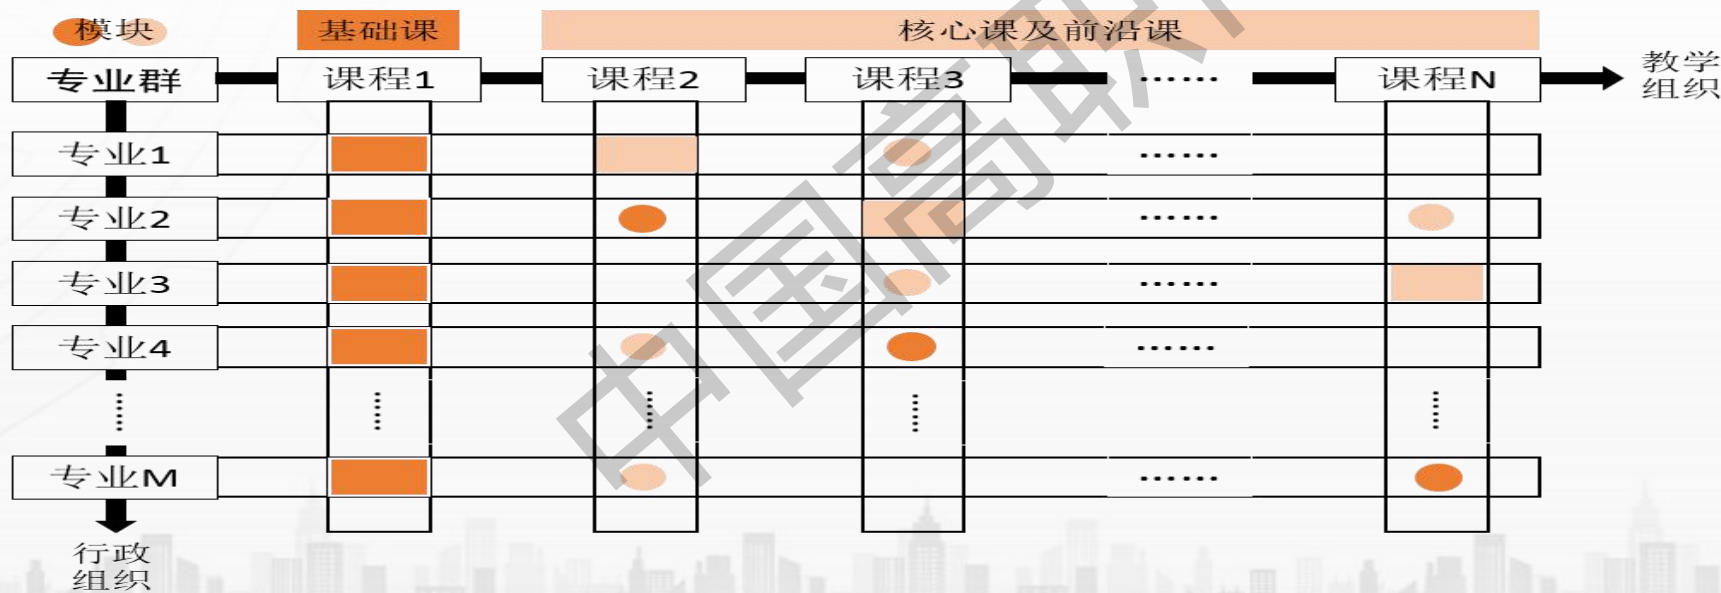 模块
基础课
核心课及前沿课
专业群
课程1
课程2
课程3
……
课程N
教学
组织
专业1
……
专业2
……
专业3
……
专业4
……
……
……
……
……
……
专业M
……
行政
组织
中国高职